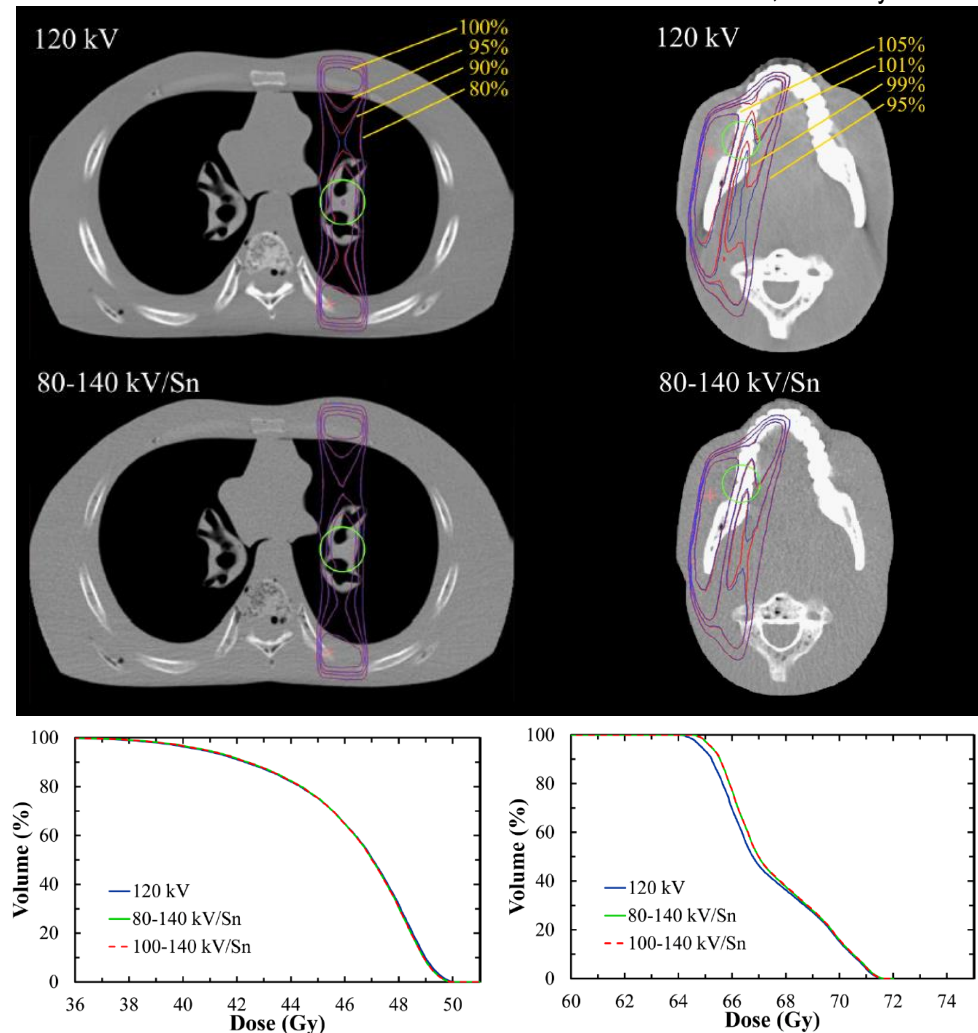 120 kV
100%
95%
90%
80%
120 kV
105%
101%
99%
95%
80-140 kV/Sn
80-140 kV/Sn
100
80
60
40
20
0
Volume (%)
120 kV
80-140 kV/Sn
100-140 kV/Sn
36 38 40 42 44 46 48 50
Dose (Gy)
100
80
60
40
20
0
Volume (%)
120 kV
80-140 kV/Sn
100-140 kV/Sn
60 62 64 66 68 70 72 74
Dose (Gy)